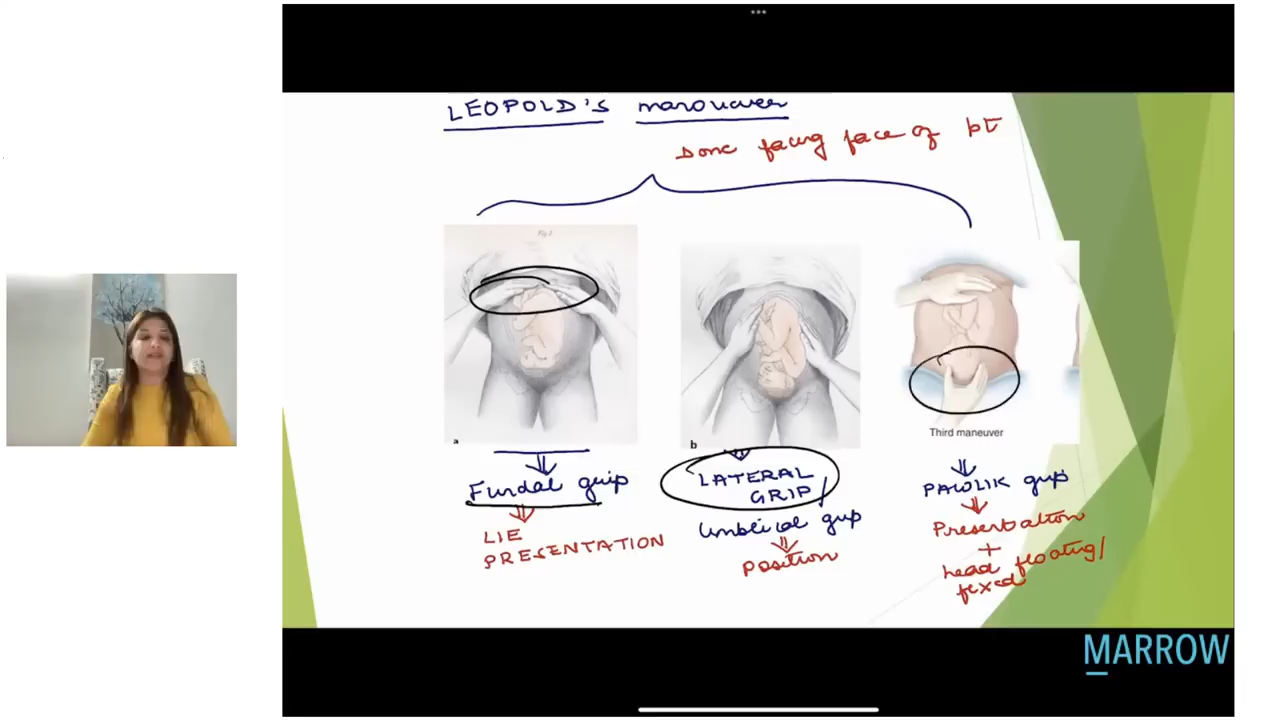 LEOPOLD'S manouever
Done facing face of pt
Fig 1
a
b
Third maneuver
Fundal grip
LIE
PRESENTATION
LATERAL
GRIP/
Umbilical grip
Position
PAWLIK grip
Presentation
+
head floating/
fixed
MARROW